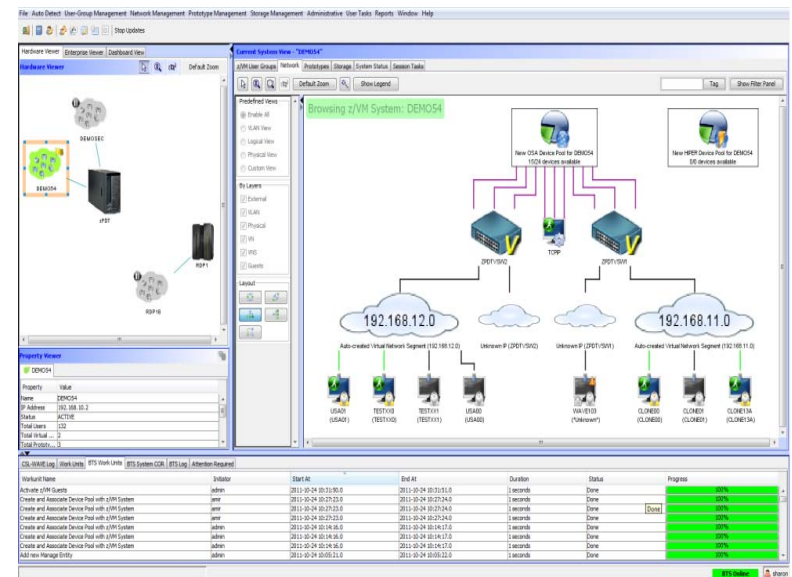 File Auto Detect User-Group Management Network Management Prototype Management Storage Management Administrative User Tasks Reports Window Help
Stop Updates
Hardware Viewer Enterprise Viewer Dashboard View
Hardware Viewer
Default Zoom
DEMOSEC
DEMO54
zPDT
RDP1
RDP1B
Property Viewer
DEMO54
Property Value
Name DEMO54
IP Address 192.168.10.2
Status ACTIVE
Total Users 132
Total Virtual ... 2
Total Prototy... 3
Current System View - "DEMO54"
z/VM User Groups Network Prototypes Storage System Status Session Tasks
Default Zoom Show Legend Tag Show Filter Panel
Predefined Views
Enable All
VLAN View
Logical View
Physical View
Custom View
By Layers
External
VLAN
Physical
VN
VNS
Guests
Layout
Browsing z/VM System: DEMO54
New OSA Device Pool for DEMO54
15/24 devices available
New HIPER Device Pool for DEMO54
0/0 devices available
ZPDTVSW2
TCPIP
ZPDTVSW1
192.168.12.0
192.168.11.0
Auto-created Virtual Network Segment (192.168.12.0)
Unknown IP (ZPDTVSW2)
Unknown IP (ZPDTVSW1)
Auto-created Virtual Network Segment (192.168.11.0)
USA01
(USA01)
TESTXX0
(TESTXX0)
TESTXX1
(TESTXX1)
USA00
(USA00)
WAVE103
(*Unknown*)
CLONE00
(CLONE00)
CLONE01
(CLONE01)
CLONE13A
(CLONE13A)
CSL-WAVE Log Work Units BTS Work Units BTS System COR BTS Log Attention Required
Workunit Name Initiator Start At End At Duration Status Progress
Activate z/VM Guests admin 2011-10-24 10:31:50.0 2011-10-24 10:31:51.0 1 seconds Done 100%
Create and Associate Device Pool with z/VM System amr 2011-10-24 10:27:23.0 2011-10-24 10:27:24.0 1 seconds Done 100%
Create and Associate Device Pool with z/VM System amr 2011-10-24 10:27:23.0 2011-10-24 10:27:24.0 1 seconds Done Done 100%
Create and Associate Device Pool with z/VM System amr 2011-10-24 10:27:23.0 2011-10-24 10:27:24.0 1 seconds Done 100%
Create and Associate Device Pool with z/VM System admin 2011-10-24 10:14:16.0 2011-10-24 10:14:17.0 1 seconds Done 100%
Create and Associate Device Pool with z/VM System admin 2011-10-24 10:14:16.0 2011-10-24 10:14:17.0 1 seconds Done 100%
Create and Associate Device Pool with z/VM System admin 2011-10-24 10:14:16.0 2011-10-24 10:14:17.0 1 seconds Done 100%
Add new Manage Entity admin 2011-10-24 10:05:21.0 2011-10-24 10:05:22.0 1 seconds Done 100%
BTS Online sharon